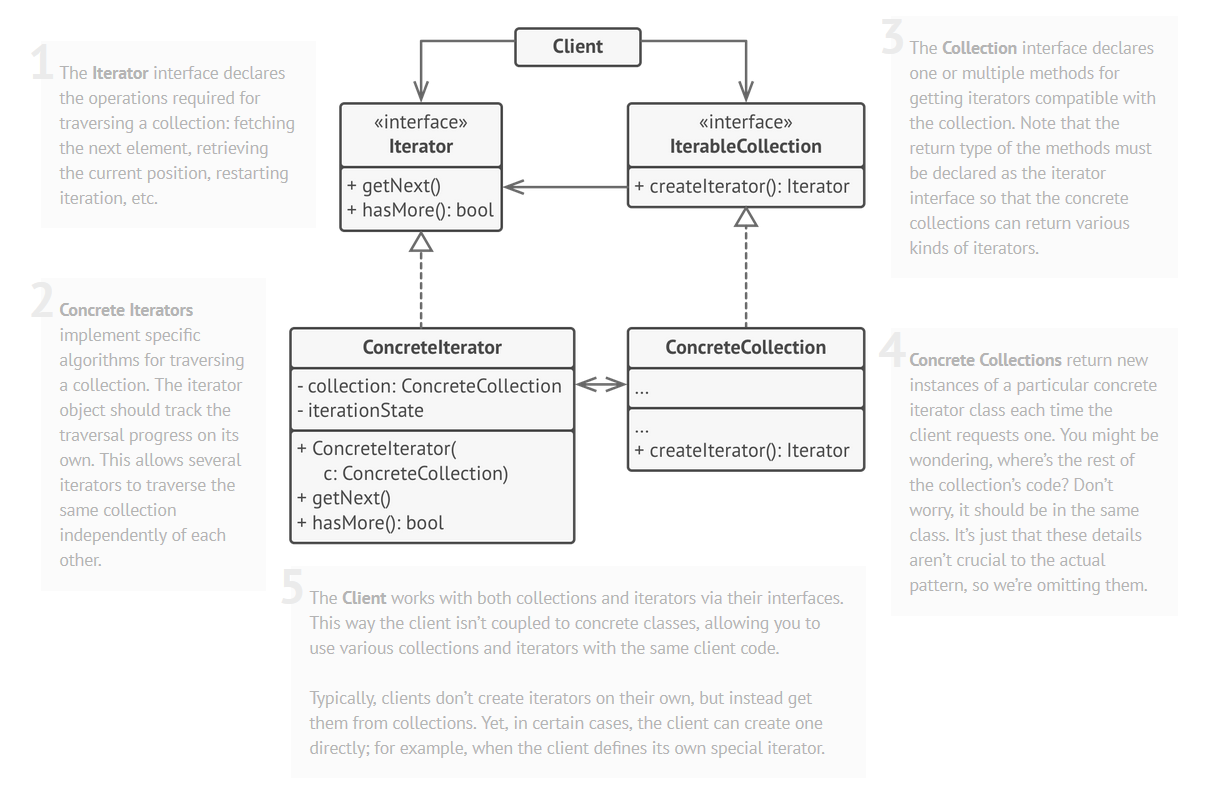 1
The Iterator interface declares
the operations required for
traversing a collection: fetching
the next element, retrieving
the current position, restarting
iteration, etc.
2
Concrete Iterators
implement specific
algorithms for traversing
a collection. The iterator
object should track the
traversal progress on its
own. This allows several
iterators to traverse the
same collection
independently of each
other.
Client
«interface»
Iterator
+ getNext()
+ hasMore(): bool
«interface»
IterableCollection
+ createIterator(): Iterator
ConcreteIterator
- collection: ConcreteCollection
- iterationState
+ ConcreteIterator(
c: ConcreteCollection)
+ getNext()
+ hasMore(): bool
ConcreteCollection
...
...
+ createIterator(): Iterator
3
The Collection interface declares
one or multiple methods for
getting iterators compatible with
the collection. Note that the
return type of the methods must
be declared as the iterator
interface so that the concrete
collections can return various
kinds of iterators.
4
Concrete Collections return new
instances of a particular concrete
iterator class each time the
client requests one. You might be
wondering, where’s the rest of
the collection’s code? Don’t
worry, it should be in the same
class. It’s just that these details
aren’t crucial to the actual
pattern, so we’re omitting them.
5
The Client works with both collections and iterators via their interfaces.
This way the client isn’t coupled to concrete classes, allowing you to
use various collections and iterators with the same client code.
Typically, clients don’t create iterators on their own, but instead get
them from collections. Yet, in certain cases, the client can create one
directly; for example, when the client defines its own special iterator.